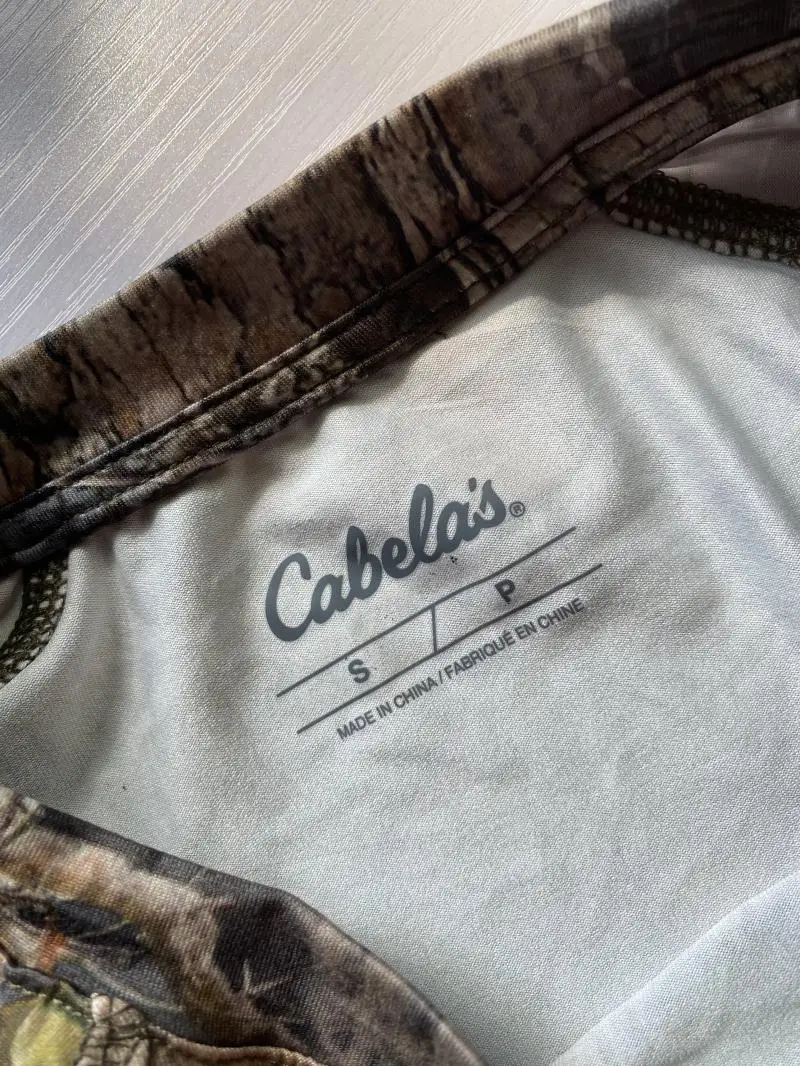 Cabela's®
S / P
MADE IN CHINA / FABRIQUÉ EN CHINE